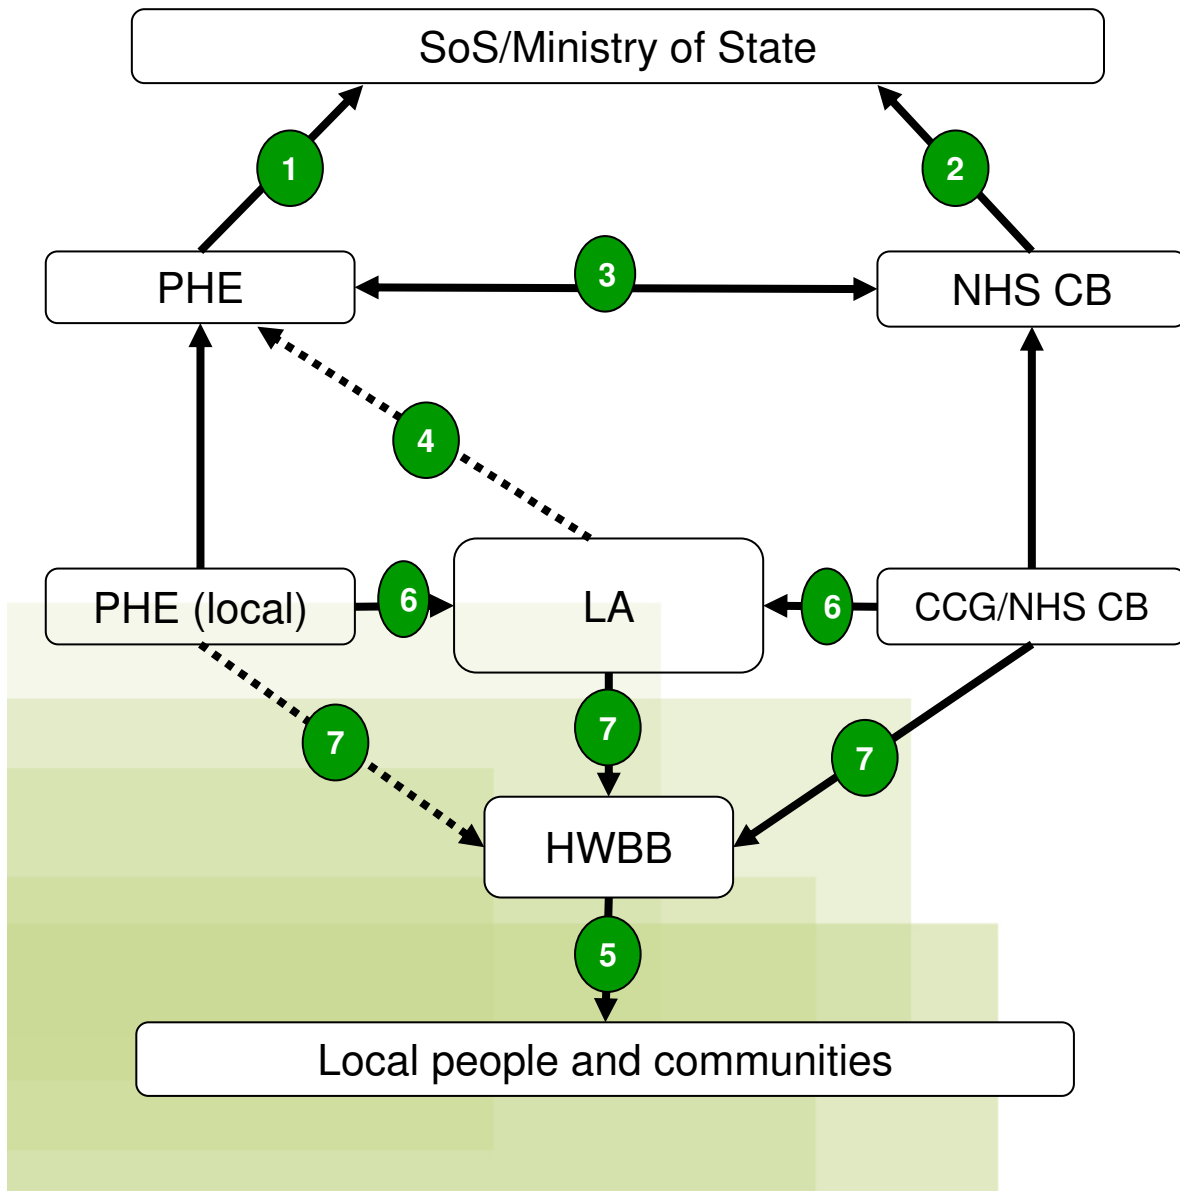 SoS/Ministry of State
1
2
PHE
3
NHS CB
4
PHE (local)
6
LA
6
CCG/NHS CB
7
7
7
HWBB
5
Local people and communities